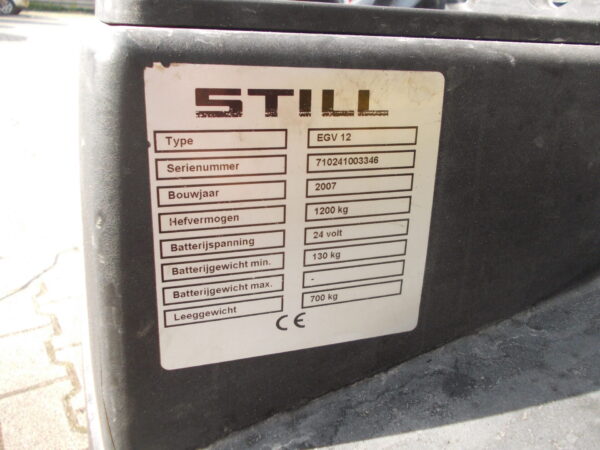 STILL
Type EGV 12
Serienummer 710241003346
Bouwjaar 2007
Hefvermogen 1200 kg
Batterijspanning 24 volt
Batterijgewicht min. 130 kg
Batterijgewicht max. -
Leeggewicht 700 kg
CE